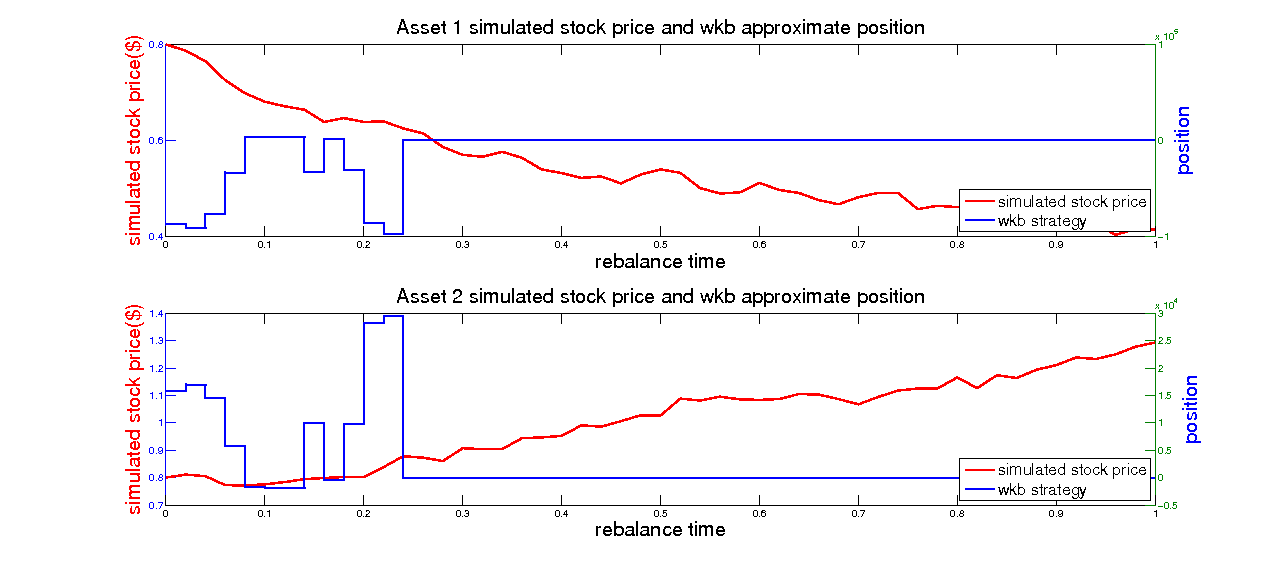 Asset 1 simulated stock price and wkb approximate position
x 10^5
simulated stock price($)
0.8
0.6
0.4
1
0
-1
position
simulated stock price
wkb strategy
0 0.1 0.2 0.3 0.4 0.5 0.6 0.7 0.8 0.9 1
rebalance time
Asset 2 simulated stock price and wkb approximate position
x 10^4
simulated stock price($)
1.4
1.3
1.2
1.1
1
0.9
0.8
0.7
3
2.5
2
1.5
1
0.5
0
-0.5
position
simulated stock price
wkb strategy
0 0.1 0.2 0.3 0.4 0.5 0.6 0.7 0.8 0.9 1
rebalance time